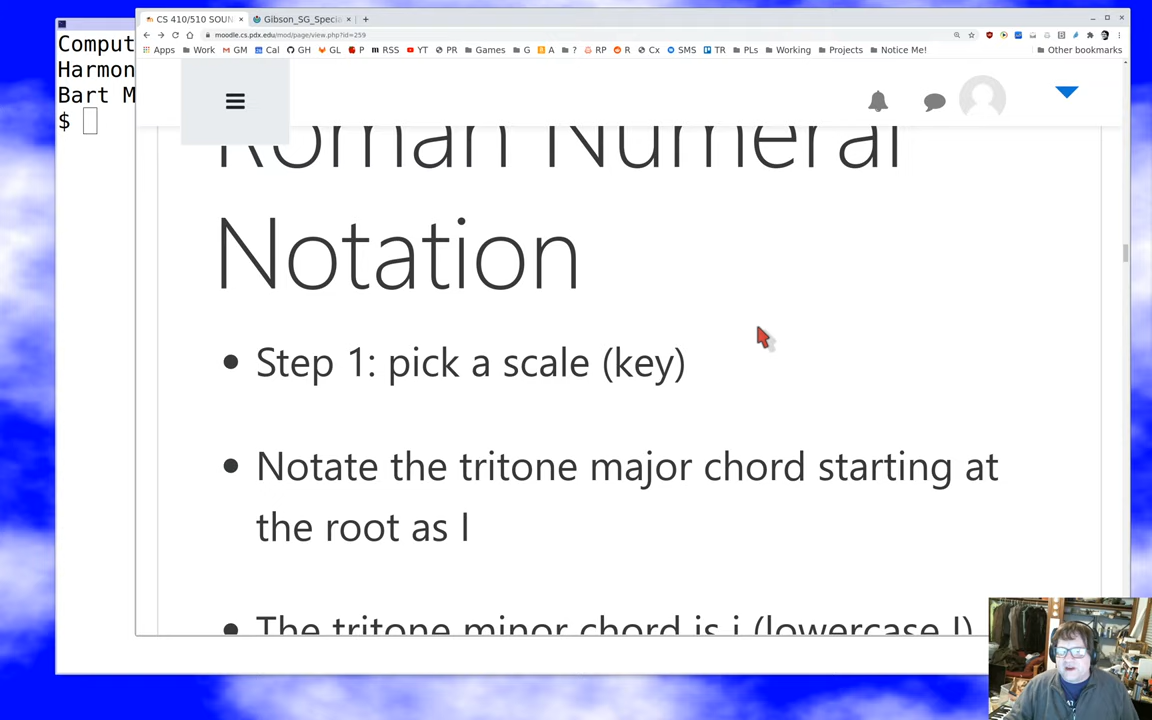 CS 410/510 SOUN
Gibson_SG_Specia
moodle.cs.pdx.edu/mod/page/view.php?id=259
Apps Work GM Cal GH GL P RSS YT PR Games G A ? RP R Cx SMS TR PLs Working Projects Notice Me! Other bookmarks
Comput
Harmon
Bart M
$
Roman Numeral
Notation
• Step 1: pick a scale (key)
• Notate the tritone major chord starting at
the root as I
• The tritone minor chord is i (lowercase I)